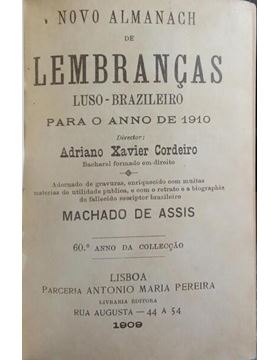 NOVO ALMANACH
DE
LEMBRANÇAS
LUSO-BRAZILEIRO
PARA O ANNO DE 1910
Director:
Adriano Xavier Cordeiro
Bacharel formado em direito
Adornado de gravuras, enriquecido com muitas
materias de utilidade publica, e com o retrato e a biographia
do fallecido escriptor brazileiro
MACHADO DE ASSIS
60.º ANNO DA COLLECÇÃO
LISBOA
PARCERIA ANTONIO MARIA PEREIRA
LIVRARIA EDITORA
RUA AUGUSTA — 44 A 54
1909